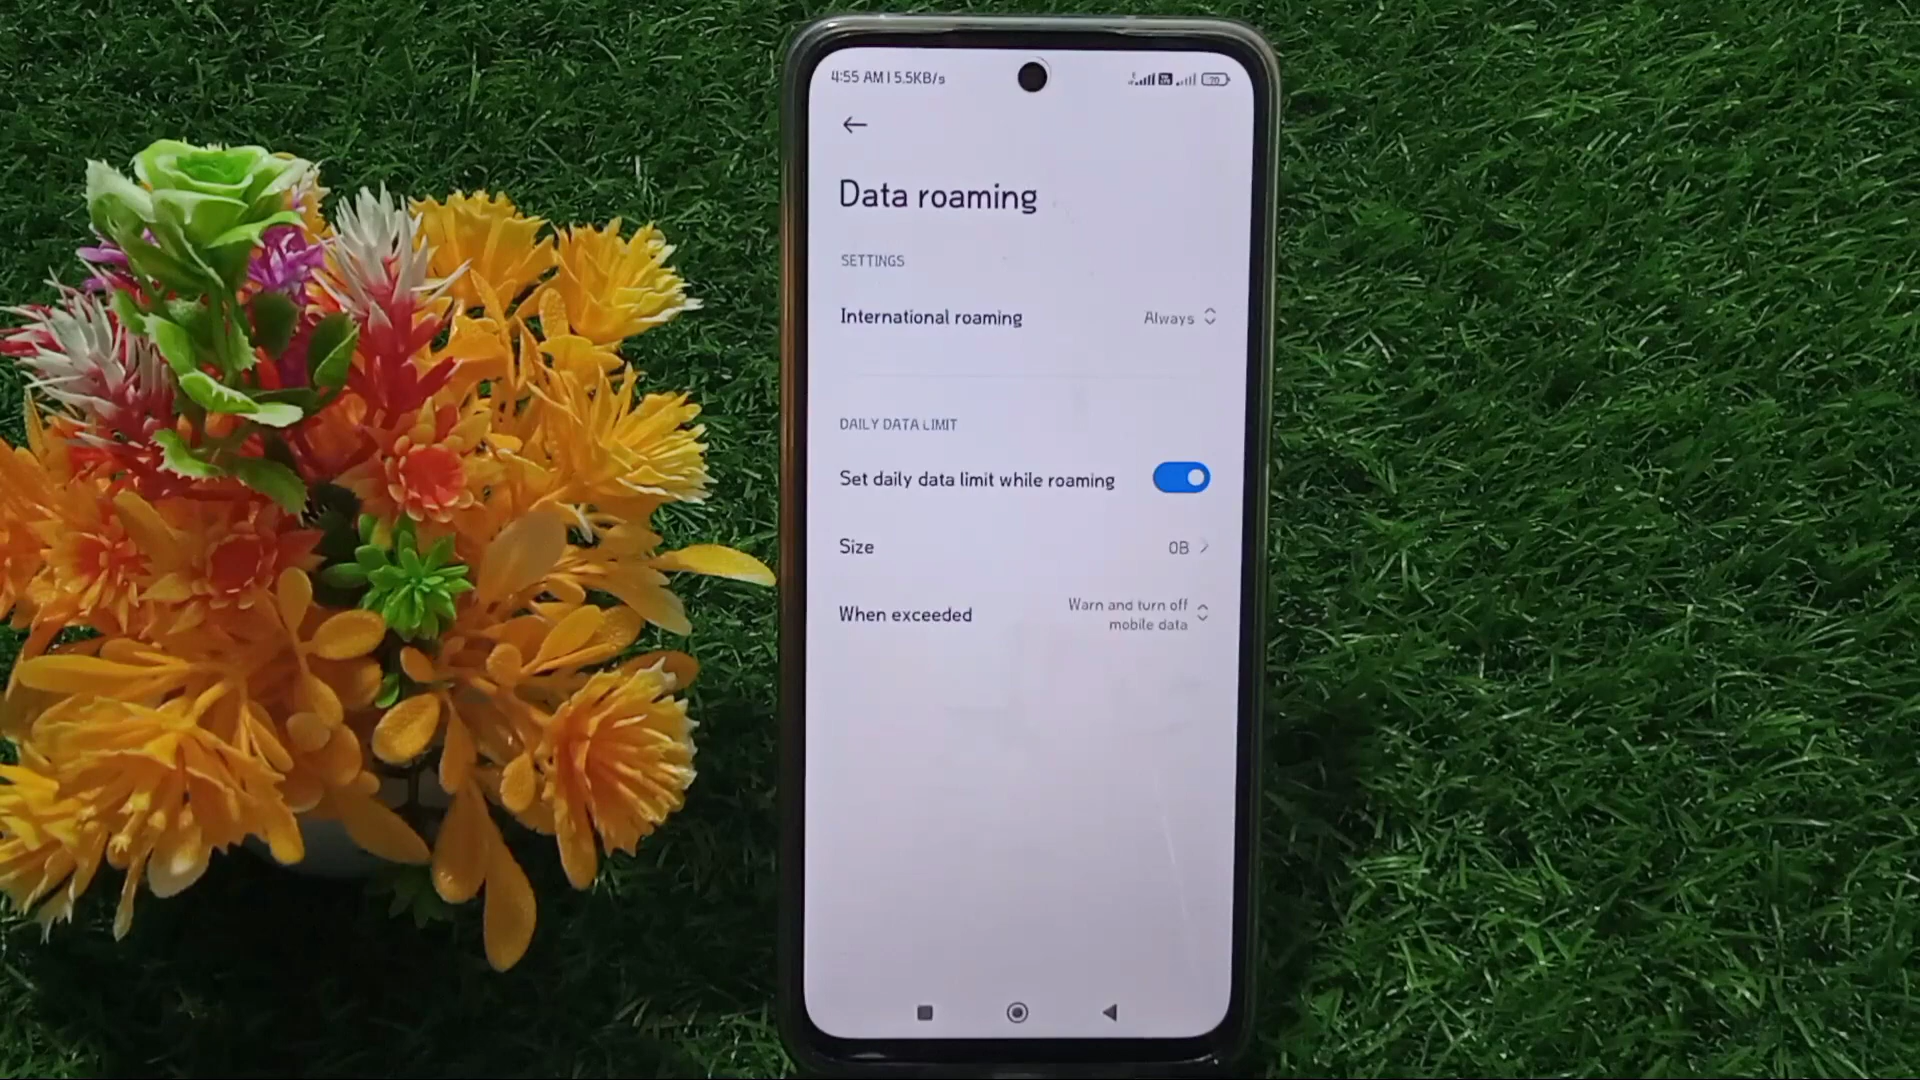 4:55 AM | 5.5KB/s
70
Data roaming
SETTINGS
International roaming
Always
DAILY DATA LIMIT
Set daily data limit while roaming
Size
0B
When exceeded
Warn and turn off
mobile data